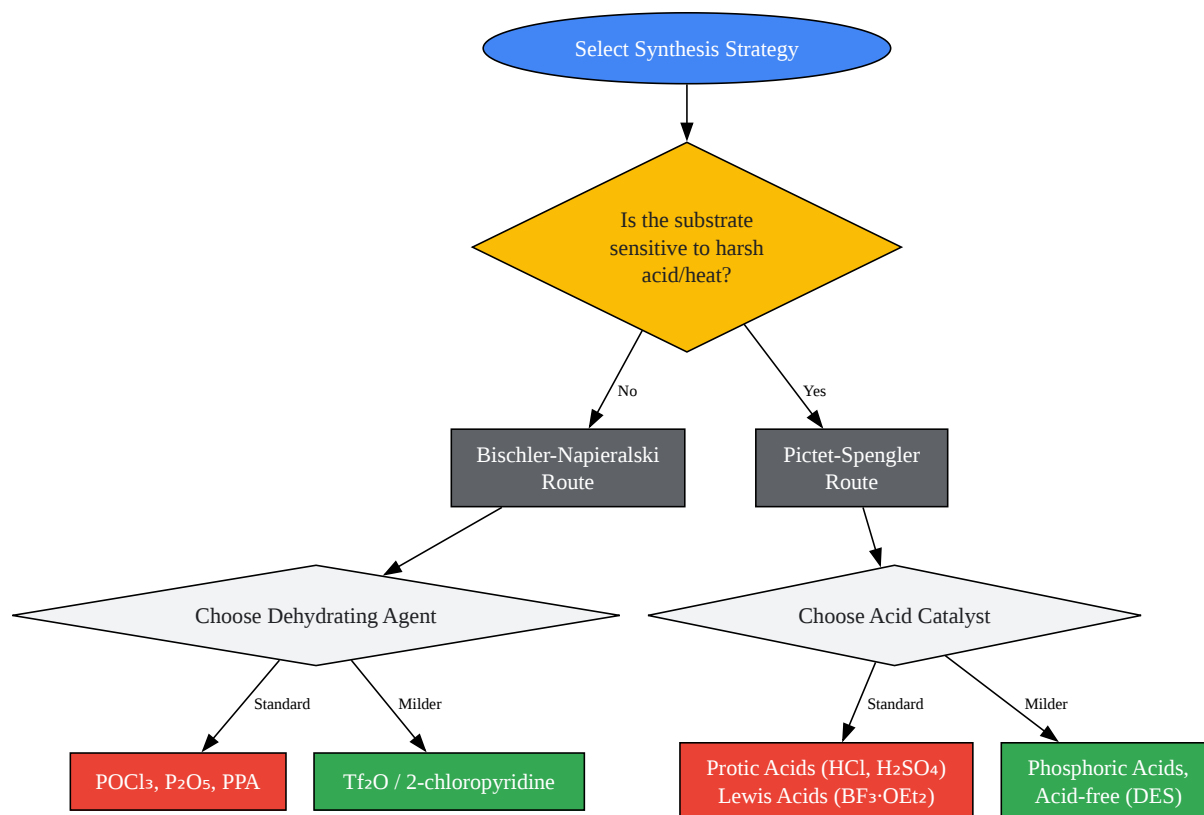 Select Synthesis Strategy
Is the substrate
sensitive to harsh
acid/heat?
No
Yes
Bischler-Napieralski
Route
Pictet-Spengler
Route
Choose Dehydrating Agent
Choose Acid Catalyst
Standard
Milder
Standard
Milder
POCl₃, P₂O₅, PPA
Tf₂O / 2-chloropyridine
Protic Acids (HCl, H₂SO₄)
Lewis Acids (BF₃·OEt₂)
Phosphoric Acids,
Acid-free (DES)